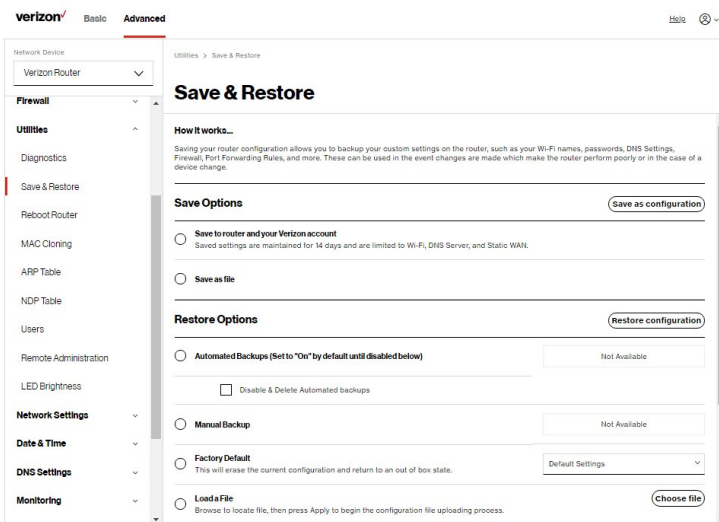 verizon Basic Advanced Help
Network Device
Verizon Router
Firewall
Utilities
Diagnostics
Save & Restore
Reboot Router
MAC Cloning
ARP Table
NDP Table
Users
Remote Administration
LED Brightness
Network Settings
Date & Time
DNS Settings
Monitoring
Utilities > Save & Restore
Save & Restore
How it works...
Saving your router configuration allows you to backup your custom settings on the router, such as your Wi-Fi names, passwords, DNS Settings,
Firewall, Port Forwarding Rules, and more. These can be used in the event changes are made which make the router perform poorly or in the case of a
device change.
Save Options Save as configuration
Save to router and your Verizon account
Saved settings are maintained for 14 days and are limited to Wi-Fi, DNS Server, and Static WAN.
Save as file
Restore Options Restore configuration
Automated Backups (Set to "On" by default until disabled below) Not Available
Disable & Delete Automated backups
Manual Backup Not Available
Factory Default
This will erase the current configuration and return to an out of box state. Default Settings
Load a File Choose file
Browse to locate file, then press Apply to begin the configuration file uploading process.